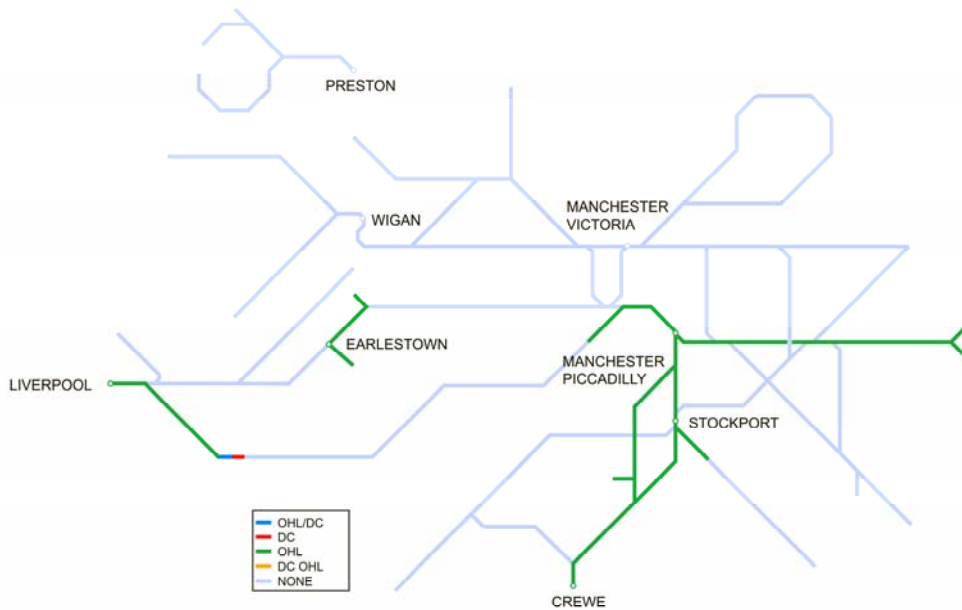 PRESTON
WIGAN
MANCHESTER
VICTORIA
EARLESTOWN
MANCHESTER
PICCADILLY
LIVERPOOL
STOCKPORT
OHL/DC
DC
OHL
DC OHL
NONE
CREWE